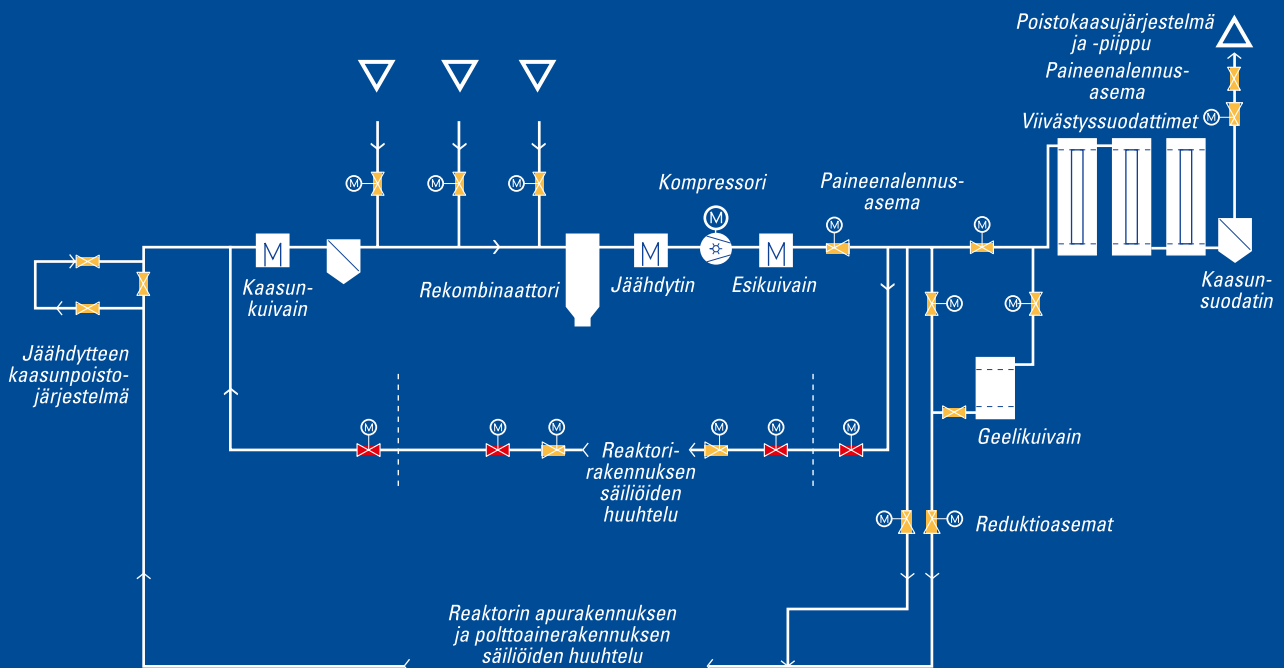 Poistokaasujärjestelmä
ja -piippu
Paineenalennus-
asema
Viivästyssuodattimet
M
M
M
M
Kompressori
M
Paineenalennus-
asema
M
M
M
Kaasun-
kuivain
Rekombinaattori
M
Jäähdytin
M
Esikuivain
Kaasun-
suodatin
M
M
Jäähdytteen
kaasunpoisto-
järjestelmä
Geelikuivain
M
M
M
M
M
Reaktori-
rakennuksen
säiliöiden
huuhtelu
M
M
Reduktioasemat
Reaktorin apurakennuksen
ja polttoainerakennuksen
säiliöiden huuhtelu